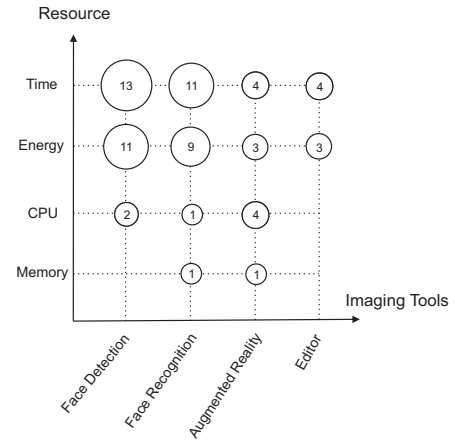 Resource
Time 13 11 4 4
Energy 11 9 3 3
CPU 2 1 4
Memory 1 1
Imaging Tools
Face Detection
Face Recognition
Augmented Reality
Editor